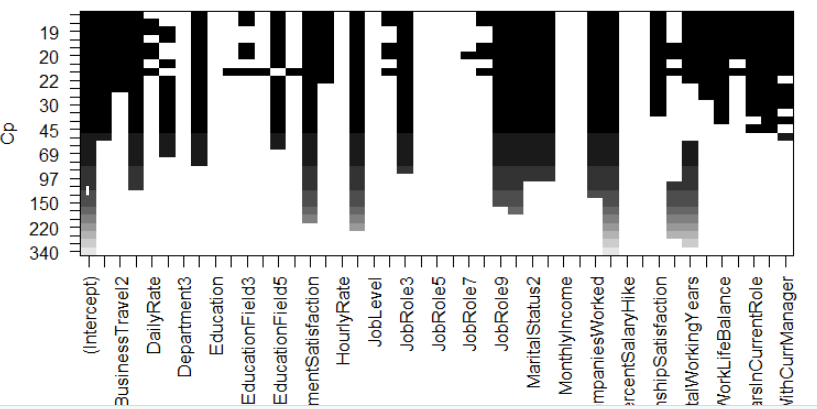 Cp
19
20
22
30
45
69
97
150
220
340
(Intercept)
BusinessTravel2
DailyRate
Department3
Education
EducationField3
EducationField5
mentSatisfaction
HourlyRate
JobLevel
JobRole3
JobRole5
JobRole7
JobRole9
MaritalStatus2
MonthlyIncome
mpaniesWorked
ercentSalaryHike
nshipSatisfaction
talWorkingYears
WorkLifeBalance
arsInCurrentRole
WithCurrManager